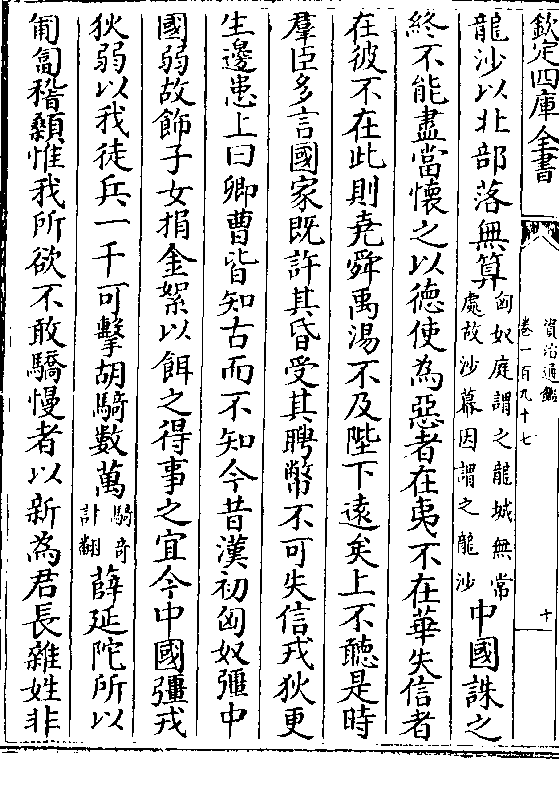 欽定四庫全書
資治通鑑
卷一百九十七
十
龍沙以北部落無算匈奴庭謂之龍城無常處故沙幕因謂之龍沙中國誅之
終不能盡當懷之以德使為惡者在夷不在華失信者
在彼不在此則堯舜禹湯不及陛下遠矣上不聽是時
羣臣多言國家既許其昏受其聘幣不可失信戎狄更
生邊患上曰卿曹皆知古而不知今昔漢初匈奴彊中
國弱故飾子女捐金絮以餌之得事之宜今中國彊戎
狄弱以我徒兵一千可擊胡騎數萬騎奇計翻薛延陀所以
匍匐稽顙惟我所欲不敢驕慢者以新為君長雜姓非